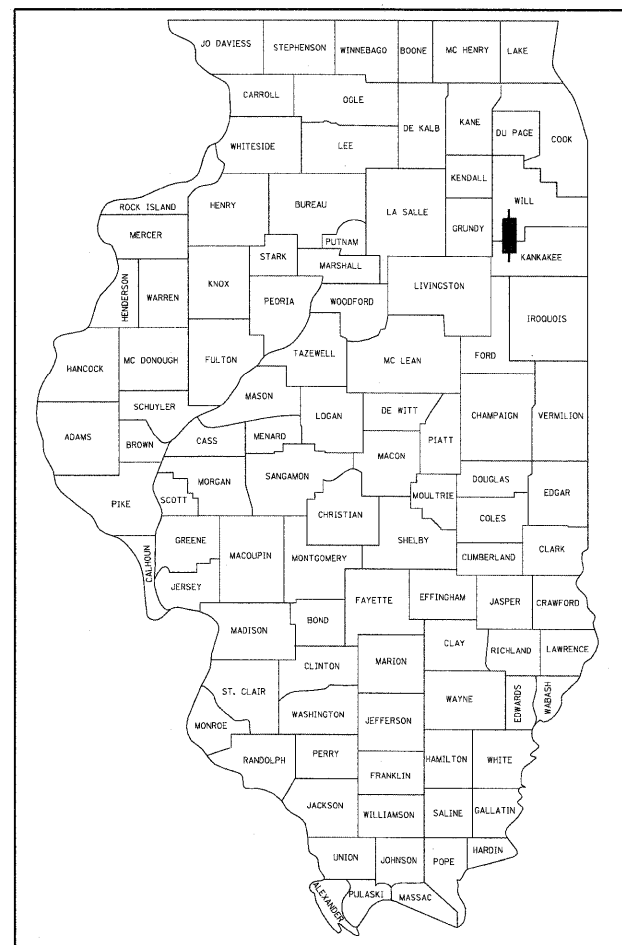 JO DAVIESS
STEPHENSON
WINNEBAGO
BOONE
MC HENRY
LAKE
CARROLL
OGLE
DE KALB
KANE
DU PAGE
COOK
WHITESIDE
LEE
KENDALL
WILL
ROCK ISLAND
HENRY
BUREAU
LA SALLE
GRUNDY
KANKAKEE
MERCER
PUTNAM
STARK
MARSHALL
HENDERSON
WARREN
KNOX
PEORIA
WOODFORD
LIVINGSTON
IROQUOIS
HANCOCK
MC DONOUGH
FULTON
TAZEWELL
MC LEAN
FORD
MASON
SCHUYLER
LOGAN
DE WITT
CHAMPAIGN
VERMILION
ADAMS
BROWN
CASS
MENARD
MACON
PIATT
PIKE
SCOTT
MORGAN
SANGAMON
CHRISTIAN
MOULTRIE
DOUGLAS
EDGAR
COLES
CALHOUN
GREENE
MACOUPIN
MONTGOMERY
SHELBY
CUMBERLAND
CLARK
JERSEY
FAYETTE
EFFINGHAM
JASPER
CRAWFORD
MADISON
BOND
CLAY
RICHLAND
LAWRENCE
CLINTON
MARION
ST. CLAIR
WAYNE
EDWARDS
WABASH
MONROE
WASHINGTON
JEFFERSON
RANDOLPH
PERRY
HAMILTON
WHITE
FRANKLIN
JACKSON
WILLIAMSON
SALINE
GALLATIN
UNION
JOHNSON
POPE
HARDIN
ALEXANDER
PULASKI
MASSAC